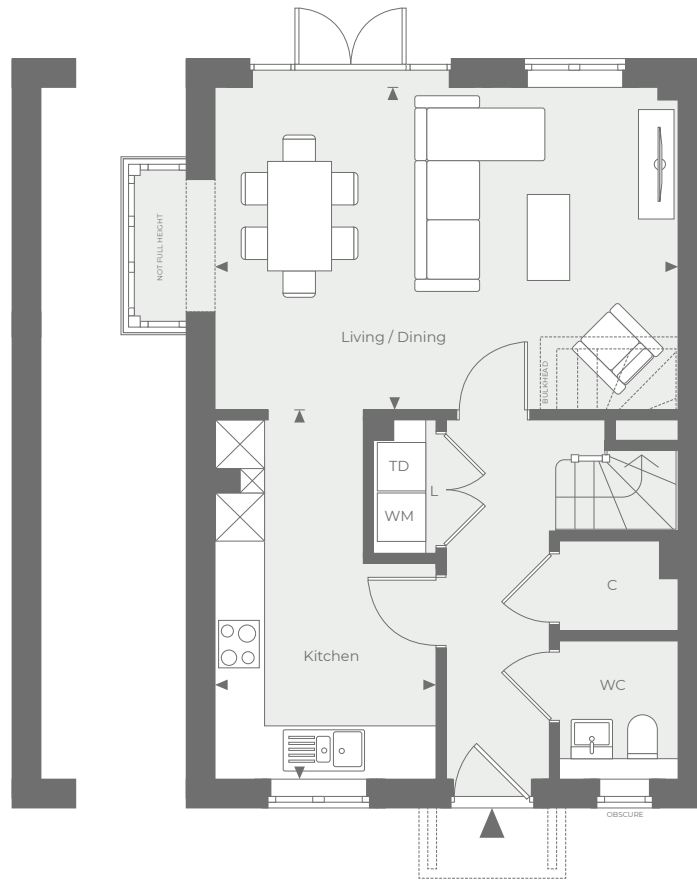 NOT FULL HEIGHT
Living / Dining
BULKHEAD
TD
L
WM
C
Kitchen
WC
OBSCURE